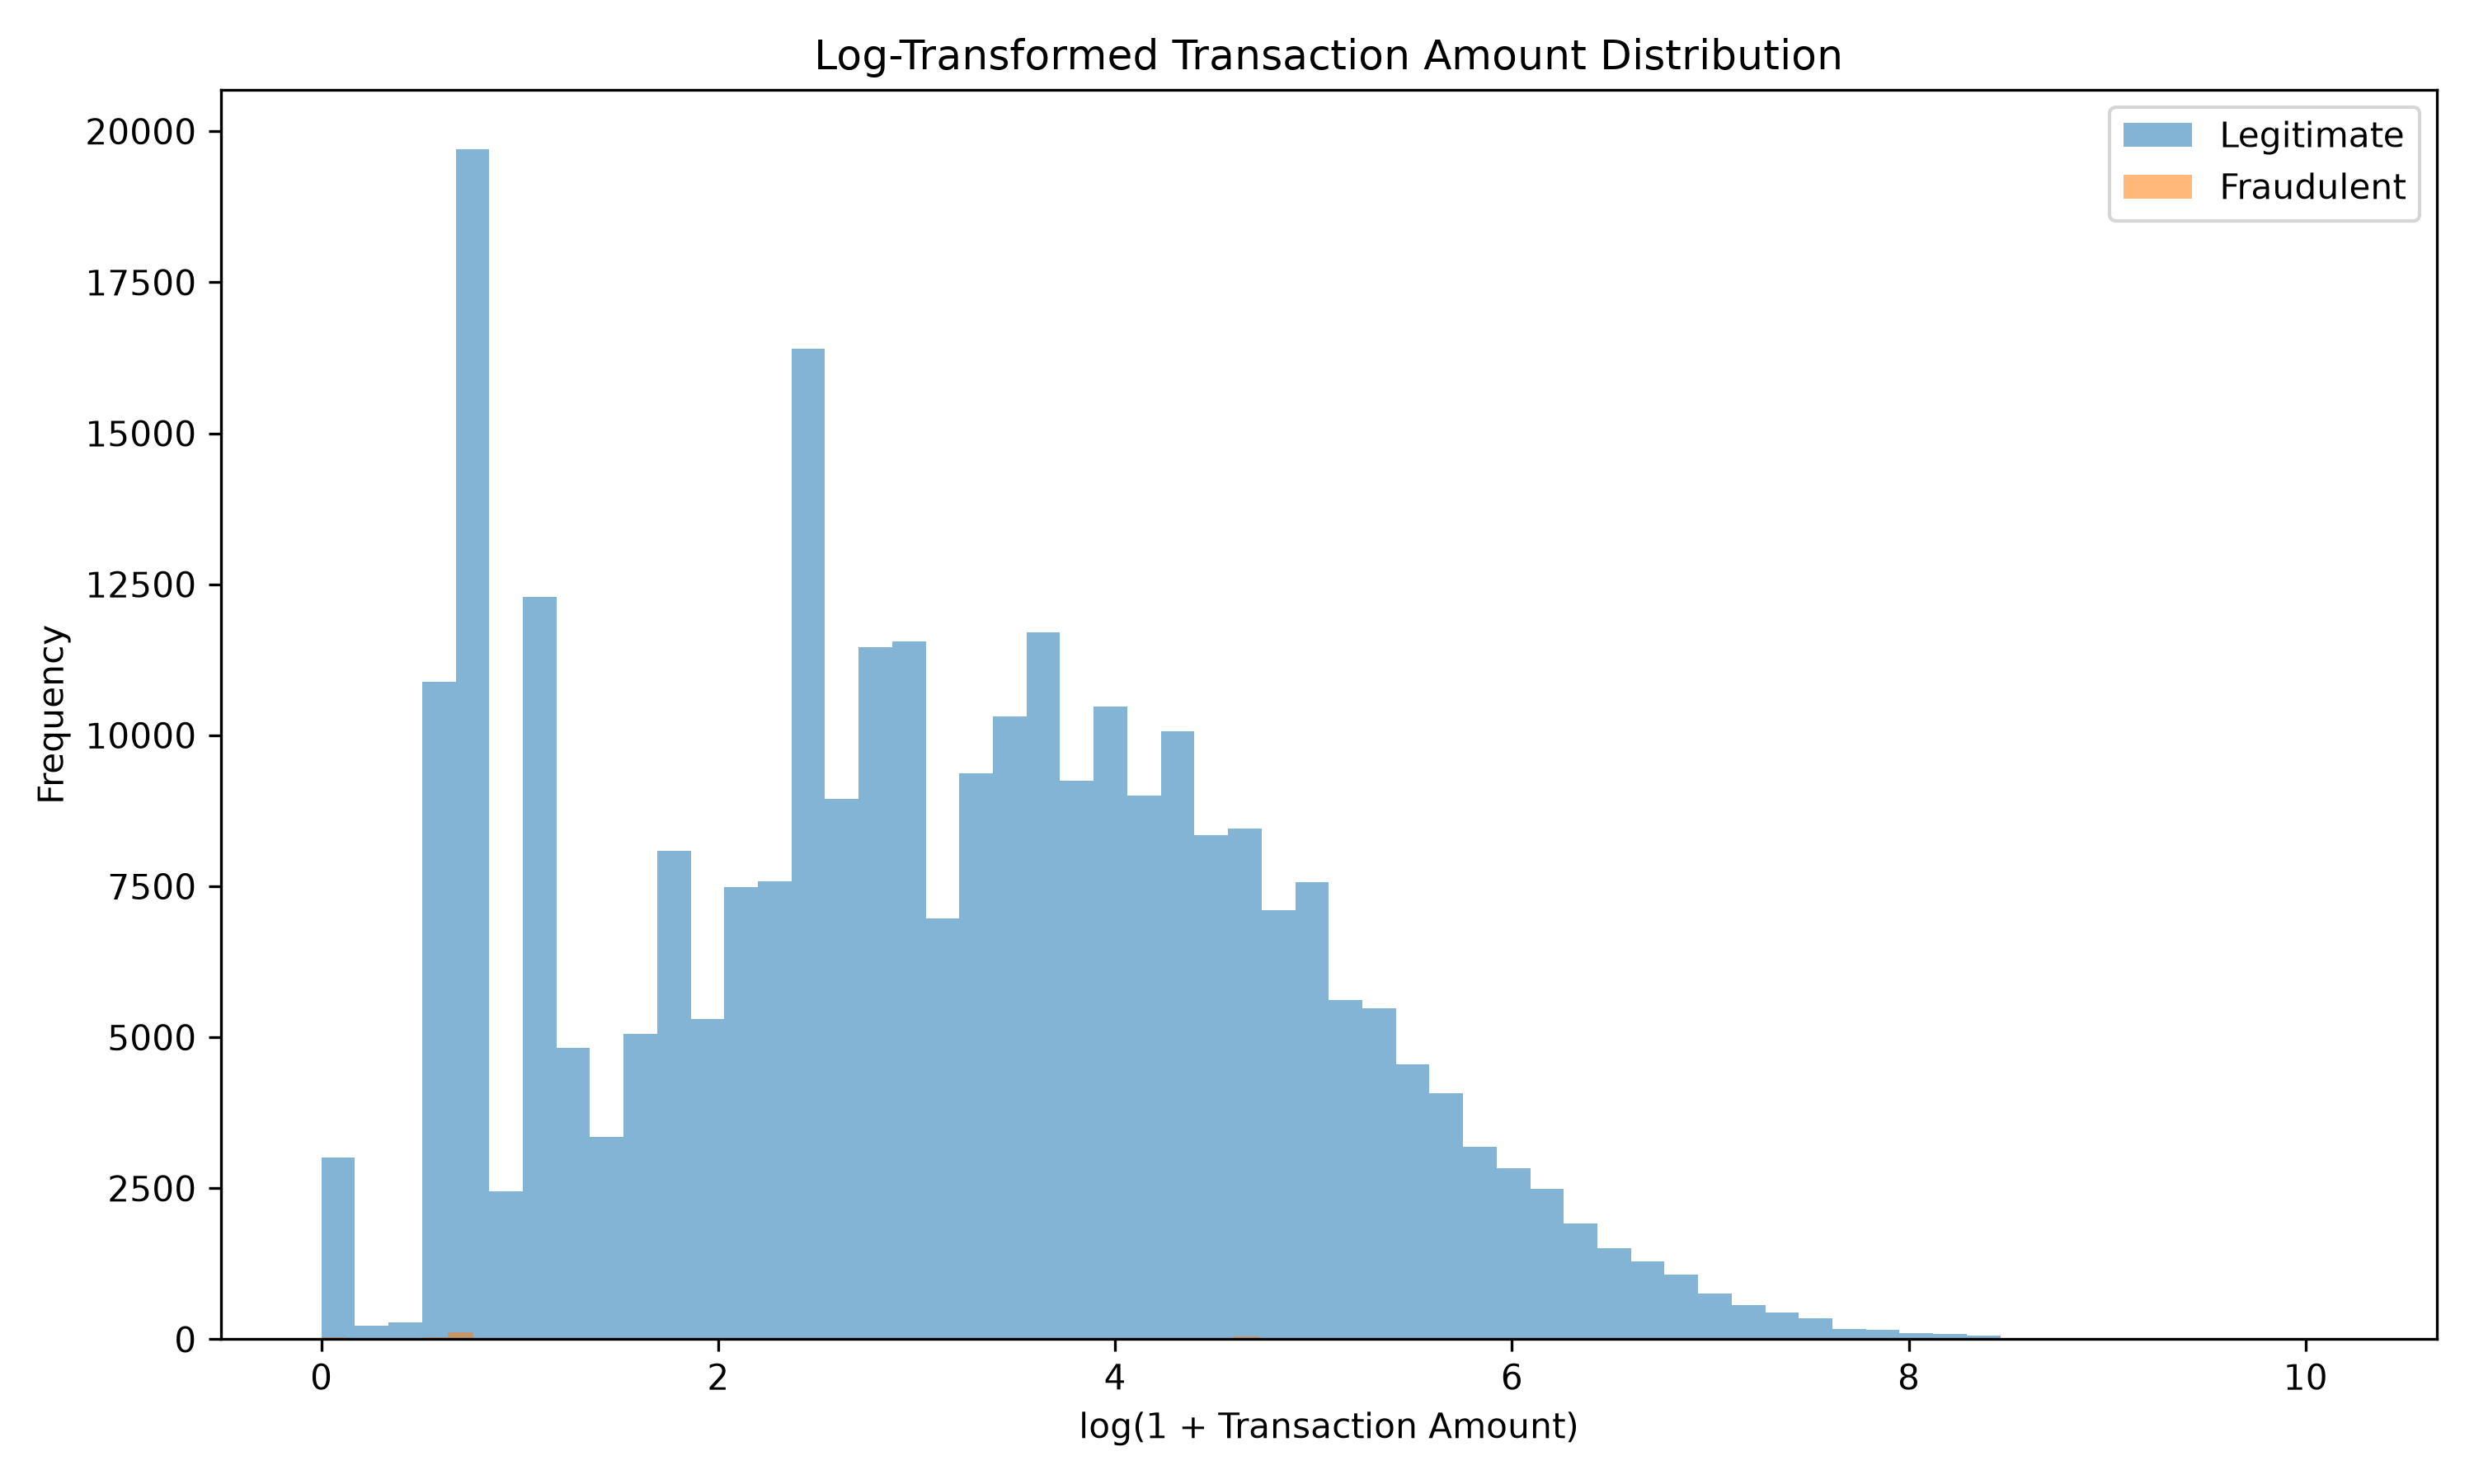 Log-Transformed Transaction Amount Distribution
Legitimate
Fraudulent
20000
17500
15000
12500
10000
7500
5000
2500
0
Frequency
0 2 4 6 8 10
log(1 + Transaction Amount)